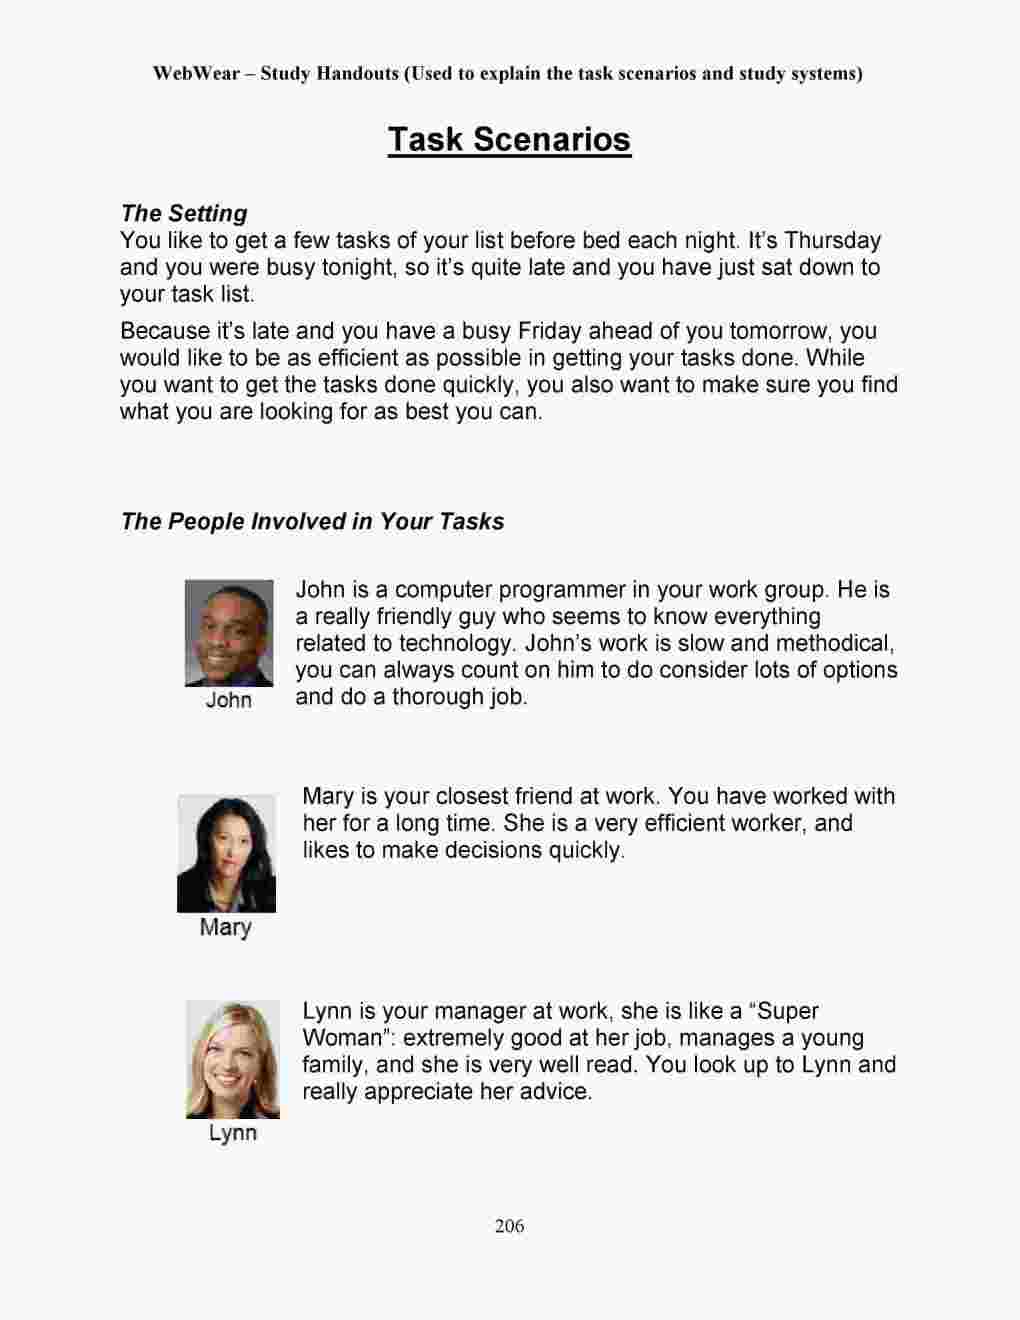 WebWear – Study Handouts (Used to explain the task scenarios and study systems)
Task Scenarios
The Setting
You like to get a few tasks of your list before bed each night. It's Thursday
and you were busy tonight, so it's quite late and you have just sat down to
your task list.
Because it's late and you have a busy Friday ahead of you tomorrow, you
would like to be as efficient as possible in getting your tasks done. While
you want to get the tasks done quickly, you also want to make sure you find
what you are looking for as best you can.
The People Involved in Your Tasks
John is a computer programmer in your work group. He is
a really friendly guy who seems to know everything
related to technology. John's work is slow and methodical,
you can always count on him to do consider lots of options
and do a thorough job.
John
Mary is your closest friend at work. You have worked with
her for a long time. She is a very efficient worker, and
likes to make decisions quickly.
Mary
Lynn is your manager at work, she is like a “Super
Woman”: extremely good at her job, manages a young
family, and she is very well read. You look up to Lynn and
really appreciate her advice.
Lynn
206